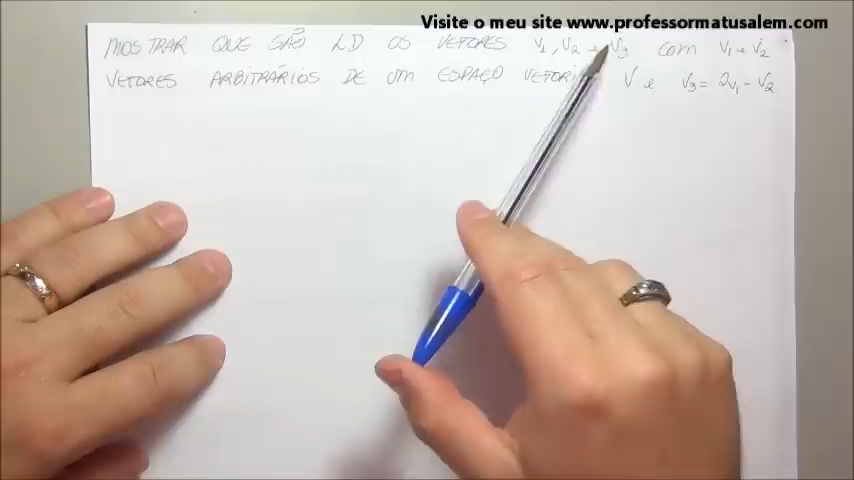 Visite o meu site www.professormatusalem.com
MOSTRAR QUE SÃO LD OS VETORES V1, V2 e V3 com V1 e V2
VETORES ARBITRÁRIOS DE UM ESPAÇO V e V3 = 2V1 - V2